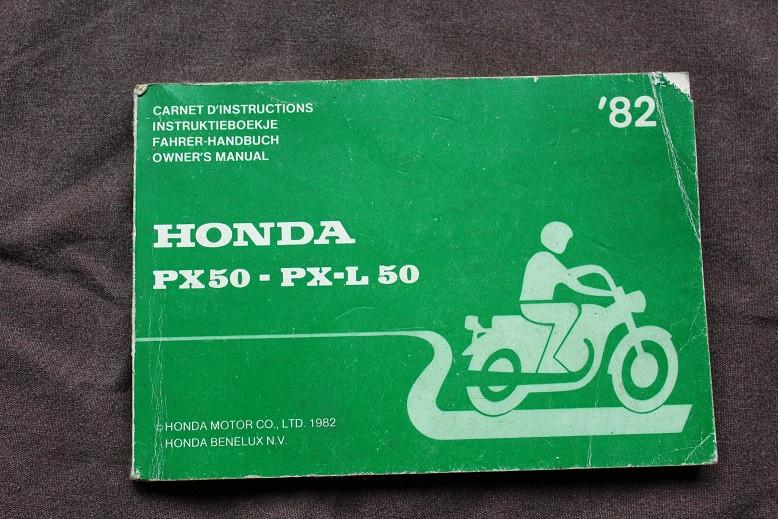 CARNET D'INSTRUCTIONS
INSTRUKTIEBOEKJE
FAHRER-HANDBUCH
OWNER'S MANUAL
'82
HONDA
PX50 - PX-L 50
© HONDA MOTOR CO., LTD. 1982
HONDA BENELUX N.V.